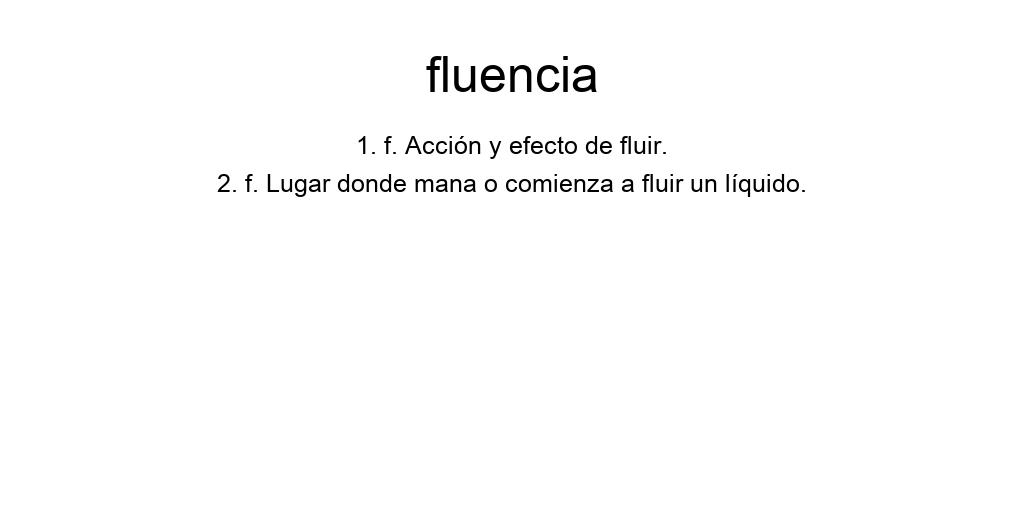 fluencia
1. f. Acción y efecto de fluir.
2. f. Lugar donde mana o comienza a fluir un líquido.